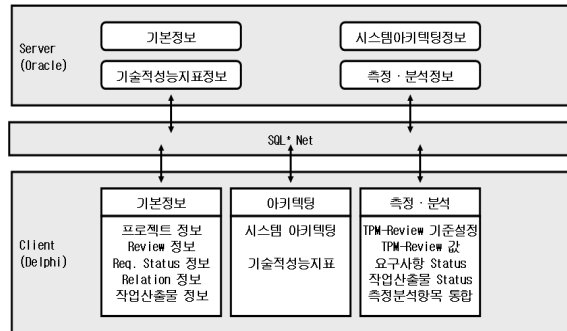 Server
(Oracle)
기본정보
시스템아키텍팅정보
기술적성능지표정보
측정·분석정보
SQL* Net
Client
(Delphi)
기본정보
프로젝트 정보
Review 정보
Req. Status 정보
Relation 정보
작업산출물 정보
아키텍팅
시스템 아키텍팅
기술적성능지표
측정·분석
TPM-Review 기준설정
TPM-Review 값
요구사항 Status
작업산출물 Status
측정분석항목 통합